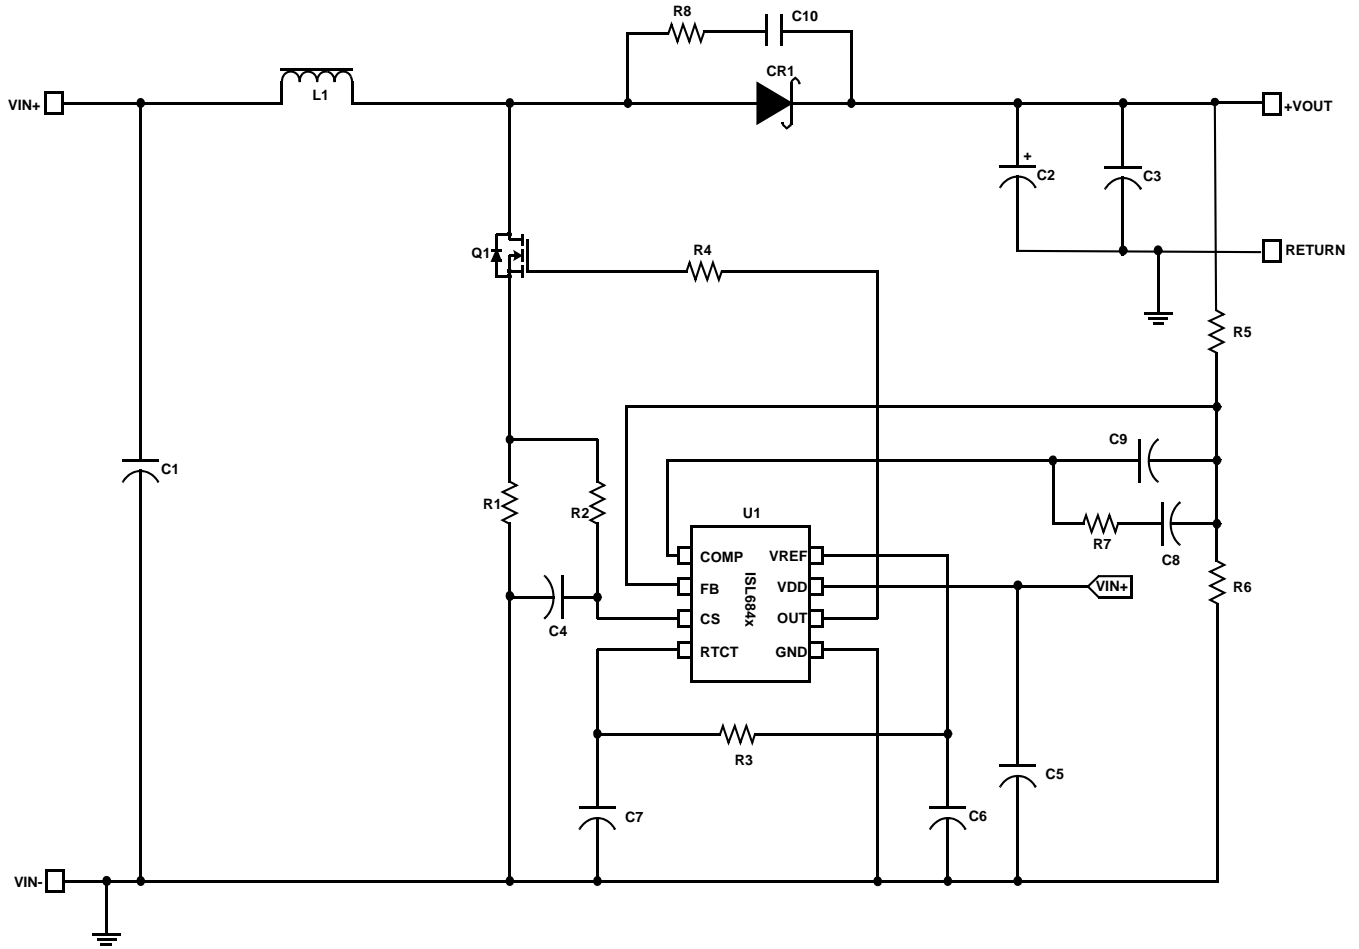 R8
C10
CR1
VIN+
L1
+VOUT
+
C2
C3
Q1
R4
RETURN
R5
C9
C1
R1
R2
U1
R7
C8
COMP
VREF
ISL684x
FB
VDD
VIN+
R6
CS
OUT
C4
RTCT
GND
R3
C5
C7
C6
VIN-